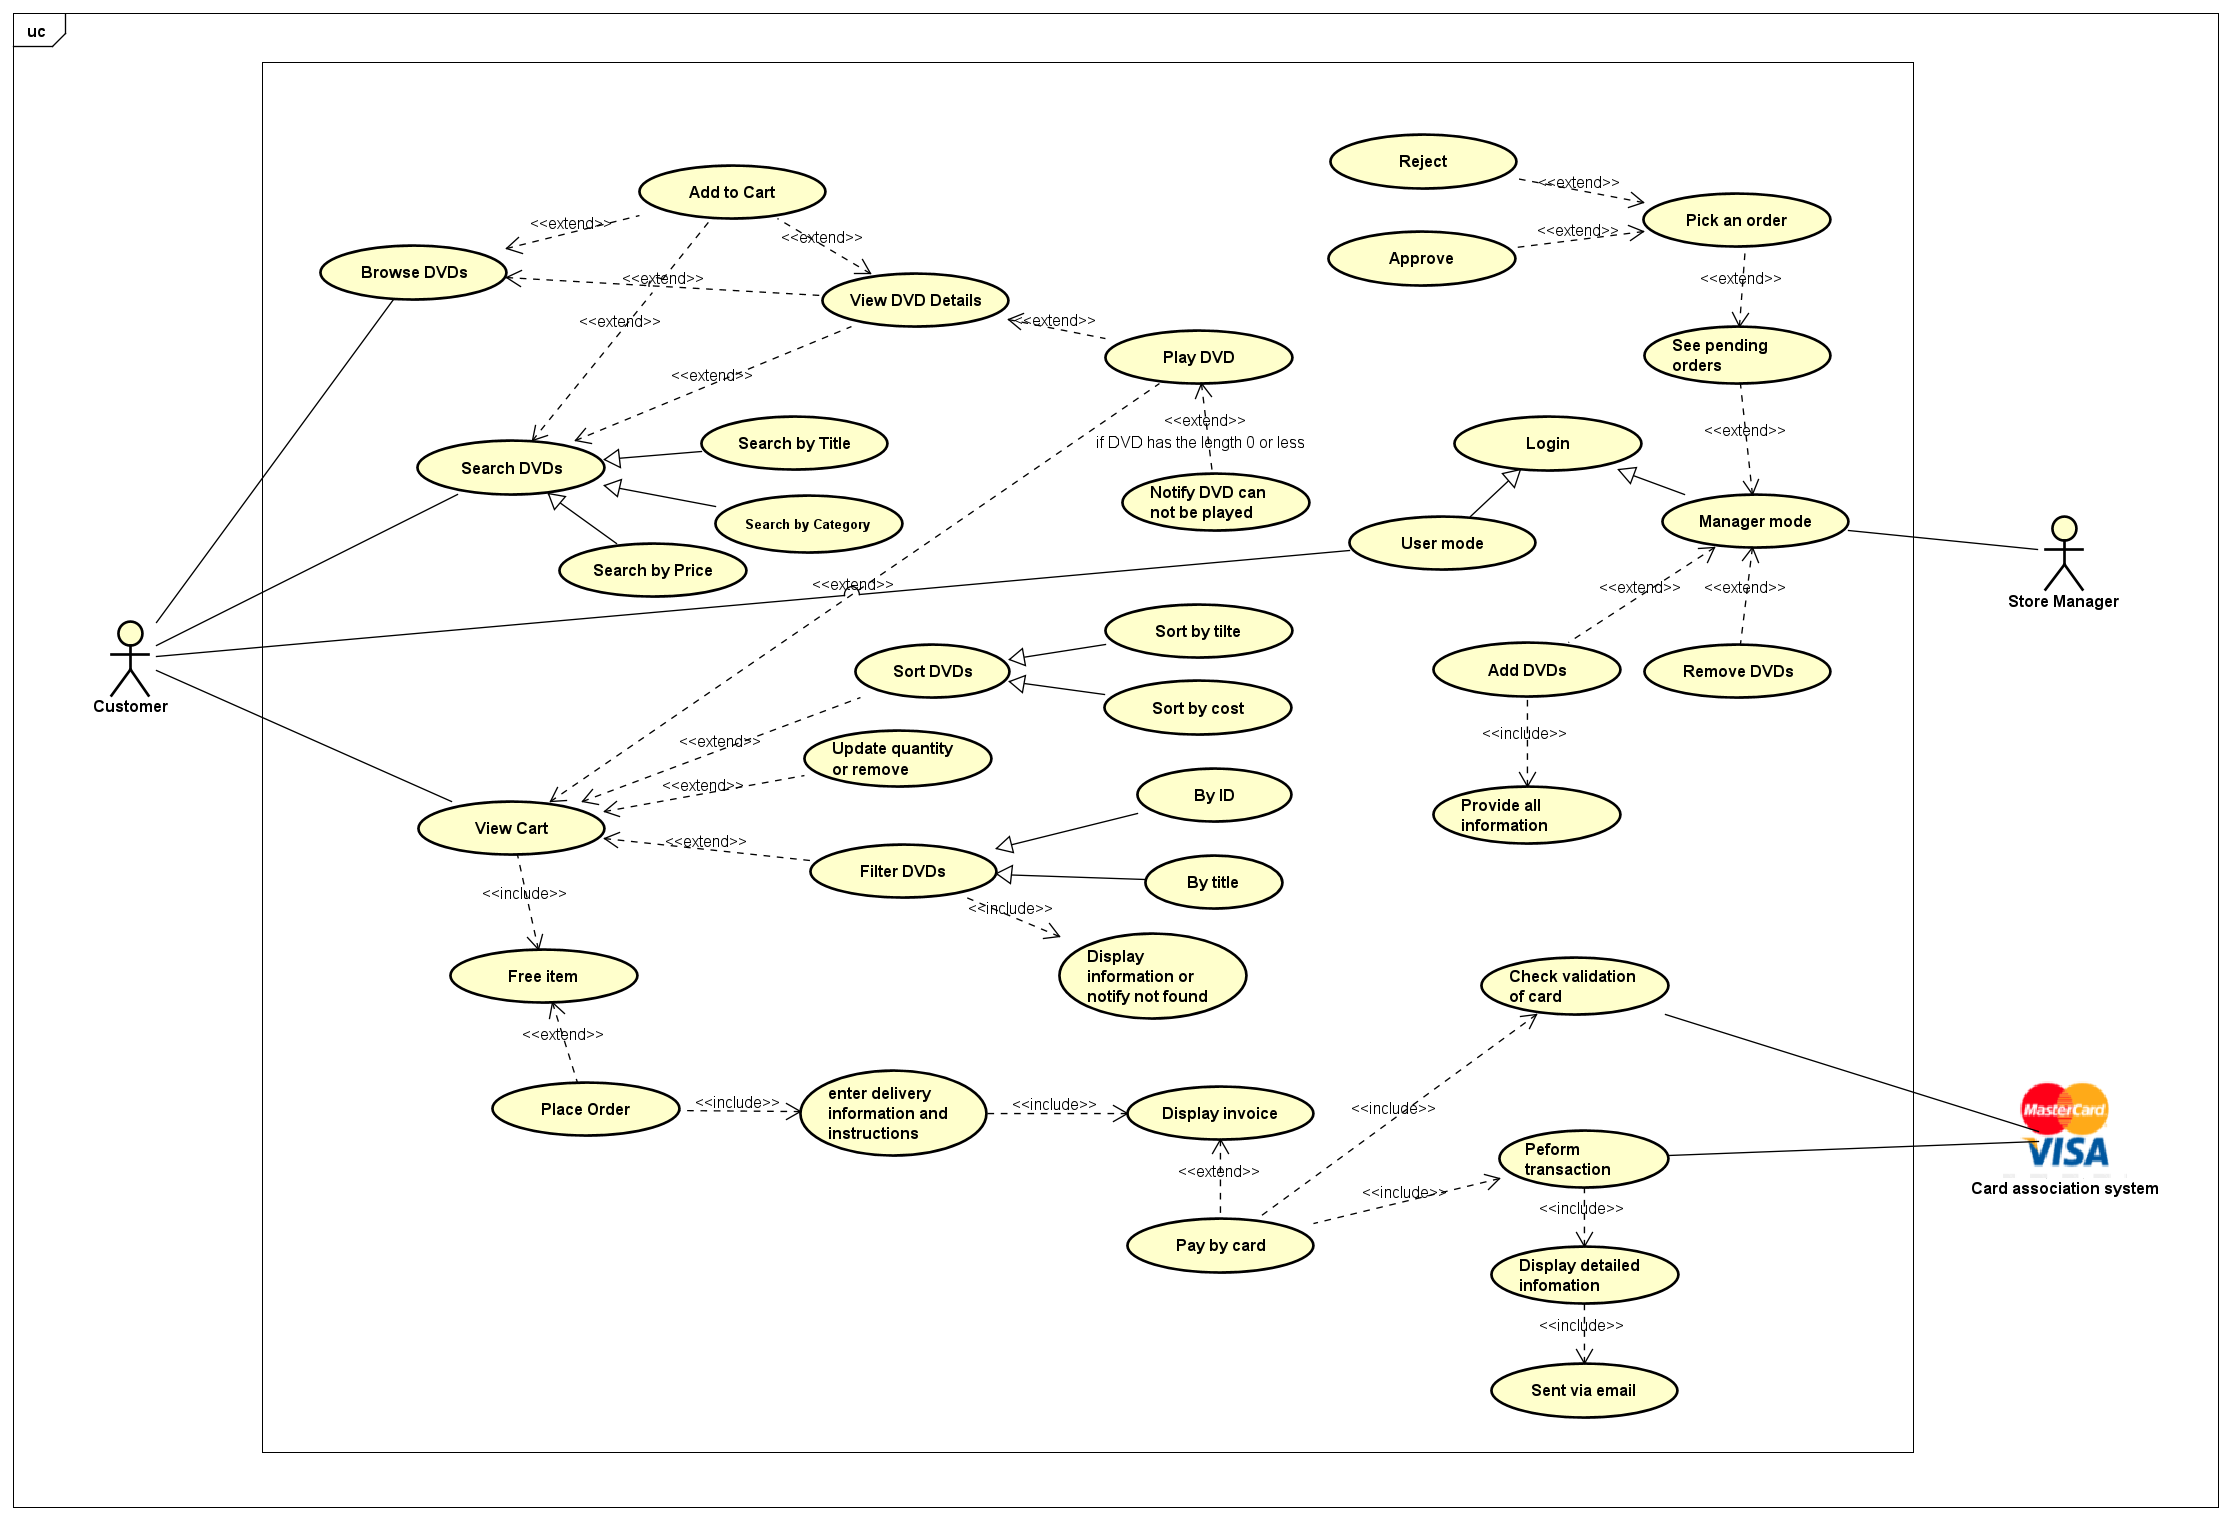 uc
Reject
Add to Cart
<<extend>>
Pick an order
<<extend>>
<<extend>>
<<extend>>
Approve
Browse DVDs
<<extend>>
<<extend>>
View DVD Details
<<extend>>
<<extend>>
Play DVD
See pending
orders
<<extend>>
<<extend>>
if DVD has the length 0 or less
<<extend>>
Search by Title
Login
Search DVDs
Notify DVD can
not be played
Search by Category
Manager mode
User mode
Search by Price
<<extend>>
<<extend>>
<<extend>>
Store Manager
Customer
Sort by tilte
Sort DVDs
Add DVDs
Remove DVDs
Sort by cost
<<extend>>
<<include>>
Update quantity
or remove
<<extend>>
By ID
Provide all
information
View Cart
<<extend>>
Filter DVDs
By title
<<include>>
<<include>>
Display
information or
notify not found
Free item
Check validation
of card
<<extend>>
Place Order
<<include>>
enter delivery
information and
instructions
<<include>>
Display invoice
<<include>>
MasterCard
VISA
Card association system
Peform
transaction
<<extend>>
<<include>>
<<include>>
Pay by card
Display detailed
infomation
<<include>>
Sent via email